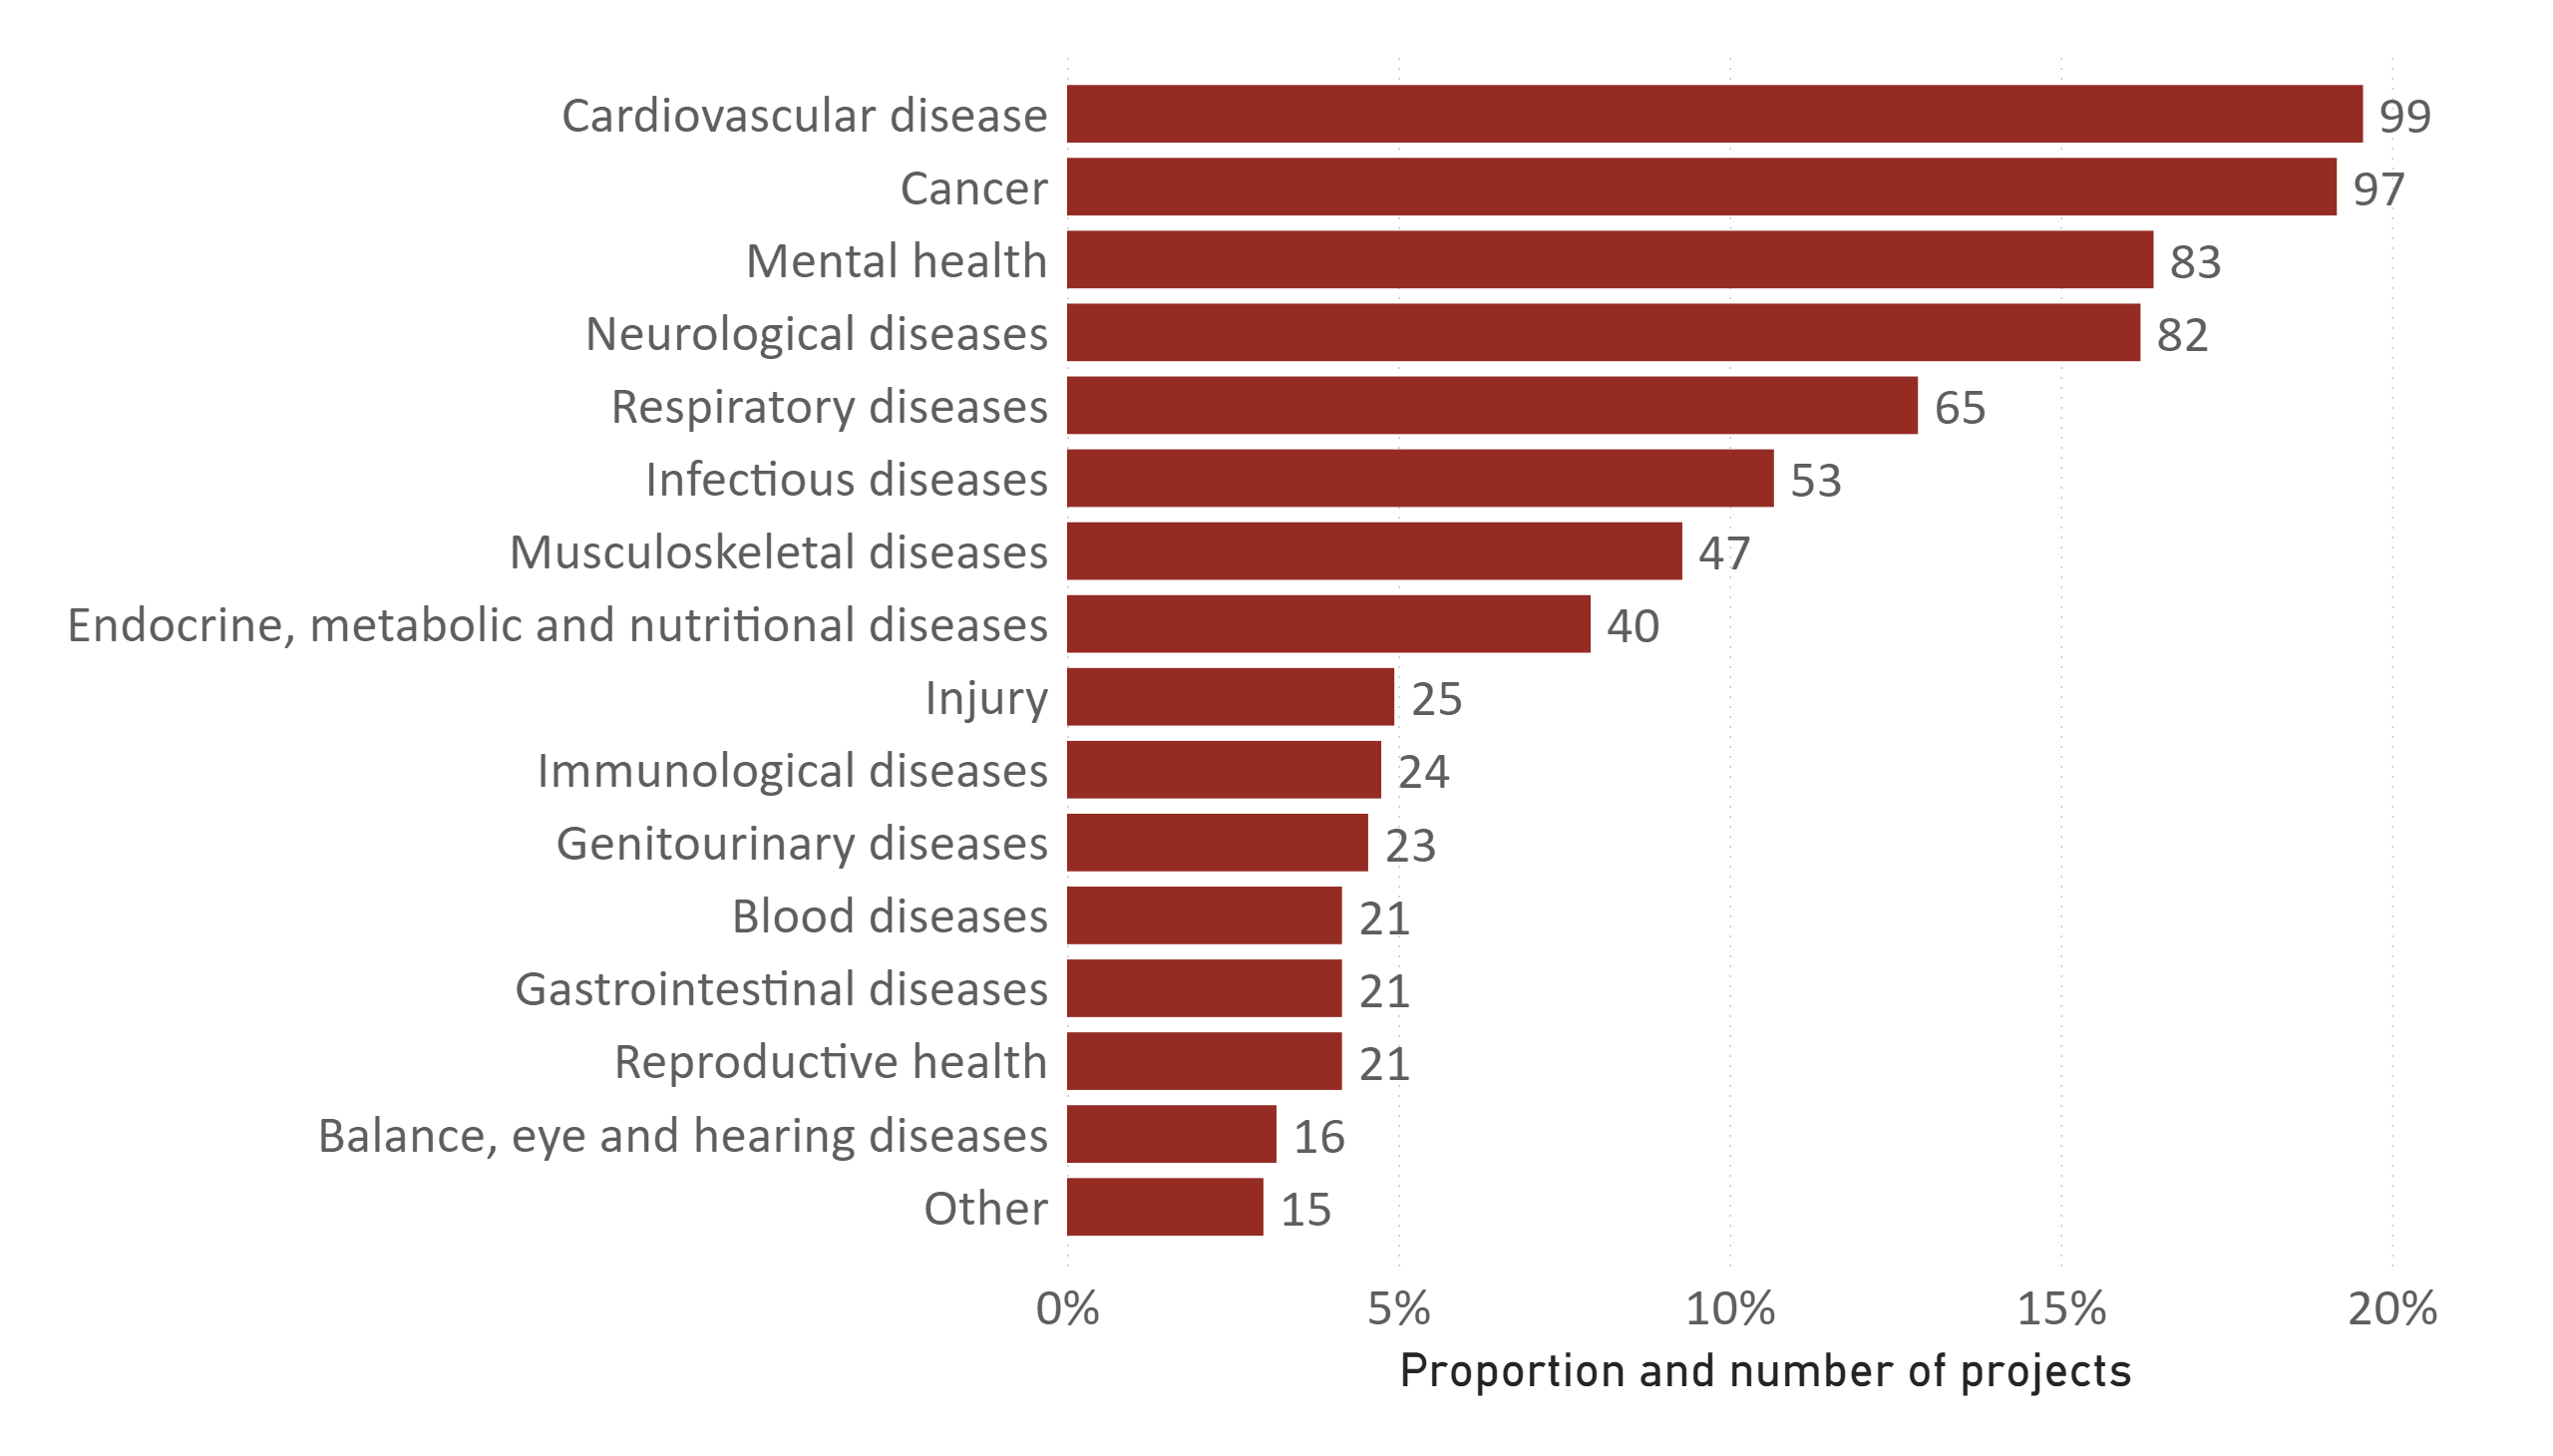 Cardiovascular disease 99
Cancer 97
Mental health 83
Neurological diseases 82
Respiratory diseases 65
Infectious diseases 53
Musculoskeletal diseases 47
Endocrine, metabolic and nutritional diseases 40
Injury 25
Immunological diseases 24
Genitourinary diseases 23
Blood diseases 21
Gastrointestinal diseases 21
Reproductive health 21
Balance, eye and hearing diseases 16
Other 15
0% 5% 10% 15% 20%
Proportion and number of projects